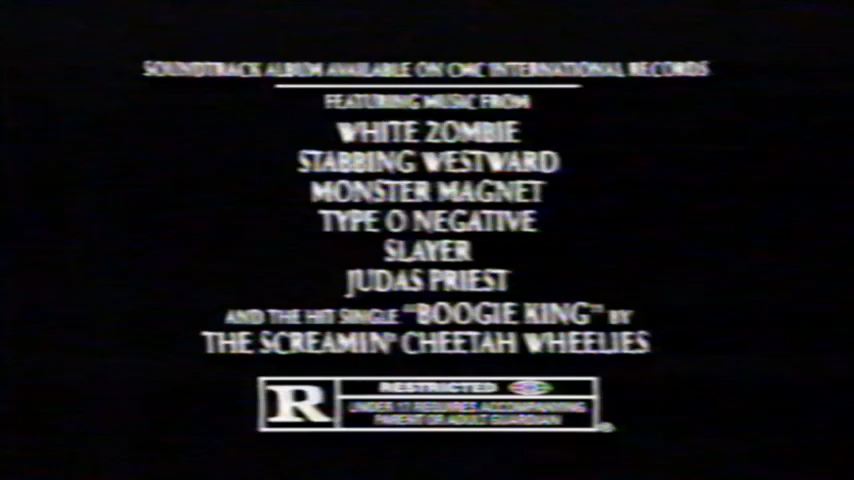 SOUNDTRACK ALBUM AVAILABLE ON CMC INTERNATIONAL RECORDS
FEATURING MUSIC FROM
WHITE ZOMBIE
STABBING WESTWARD
MONSTER MAGNET
TYPE O NEGATIVE
SLAYER
JUDAS PRIEST
AND THE HIT SINGLE "BOOGIE KING" BY
THE SCREAMIN' CHEETAH WHEELIES
R
RESTRICTED
UNDER 17 REQUIRES ACCOMPANYING
PARENT OR ADULT GUARDIAN